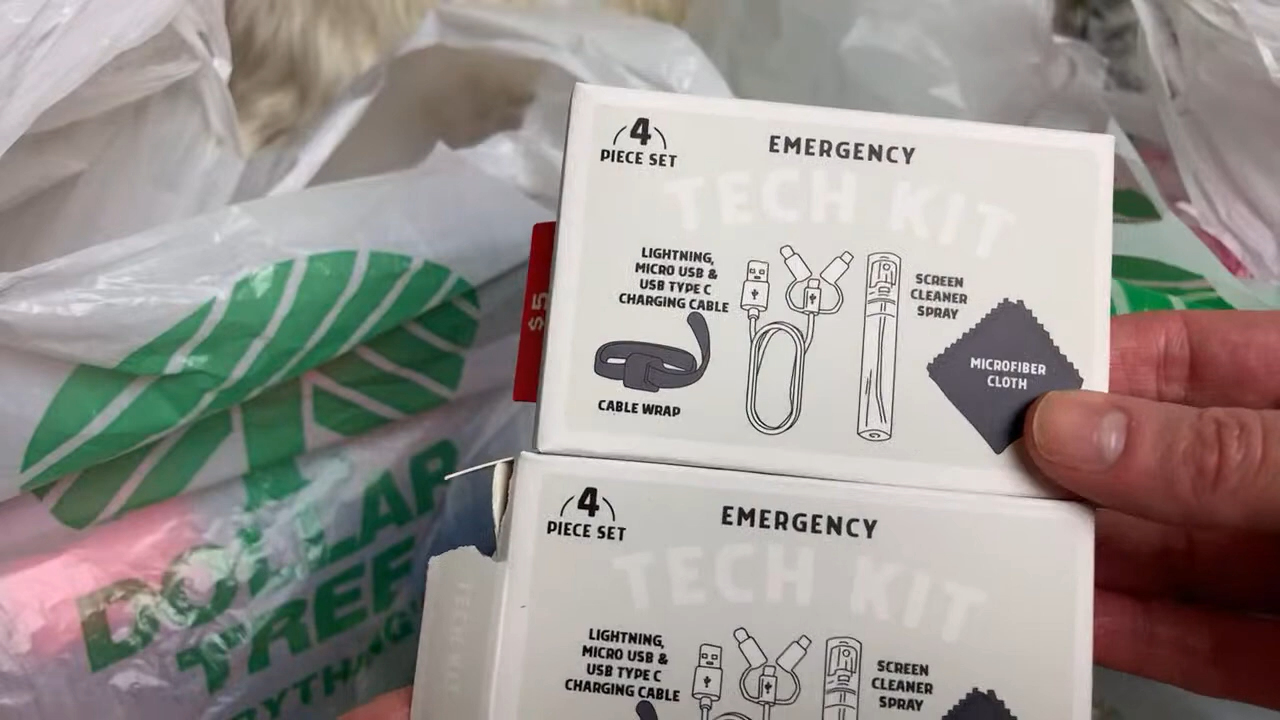 4
PIECE SET
EMERGENCY
TECH KIT
LIGHTNING,
MICRO USB &
USB TYPE C
CHARGING CABLE
SCREEN
CLEANER
SPRAY
MICROFIBER
CLOTH
CABLE WRAP
$5
4
PIECE SET
EMERGENCY
TECH KIT
LIGHTNING,
MICRO USB &
USB TYPE C
CHARGING CABLE
SCREEN
CLEANER
SPRAY
DOLLAR
TREE